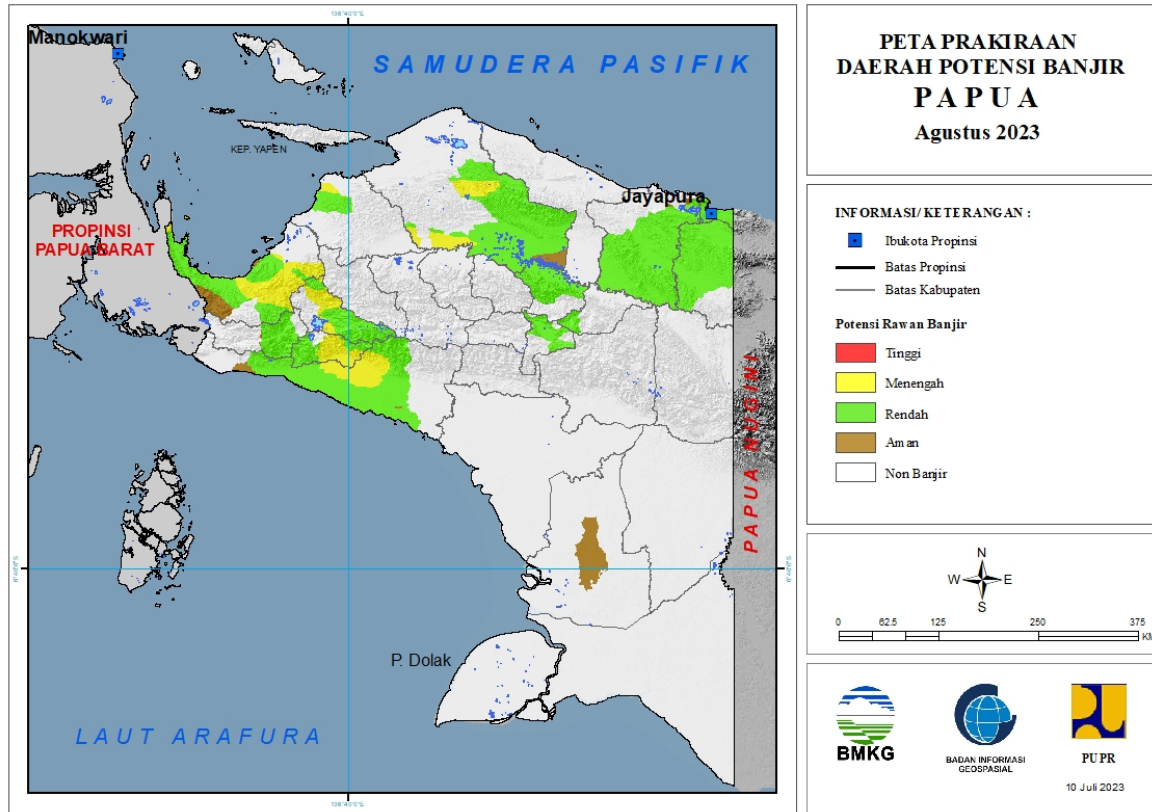 Manokwari
SAMUDERA PASIFIK
KEP. YAPEN
Jayapura
PROPINSI
PAPUA BARAT
PAPUA NUGINI
P. Dolak
LAUT ARAFURA
PETA PRAKIRAAN
DAERAH POTENSI BANJIR
PAPUA
Agustus 2023
INFORMASI/ KETERANGAN :
Ibukota Propinsi
Batas Propinsi
Batas Kabupaten
Potensi Rawan Banjir
Tinggi
Menengah
Rendah
Aman
Non Banjir
N
W E
S
0 62.5 125 250 375
KM
BMKG
BADAN INFORMASI
GEOSPASIAL
PUPR
10 Juli 2023